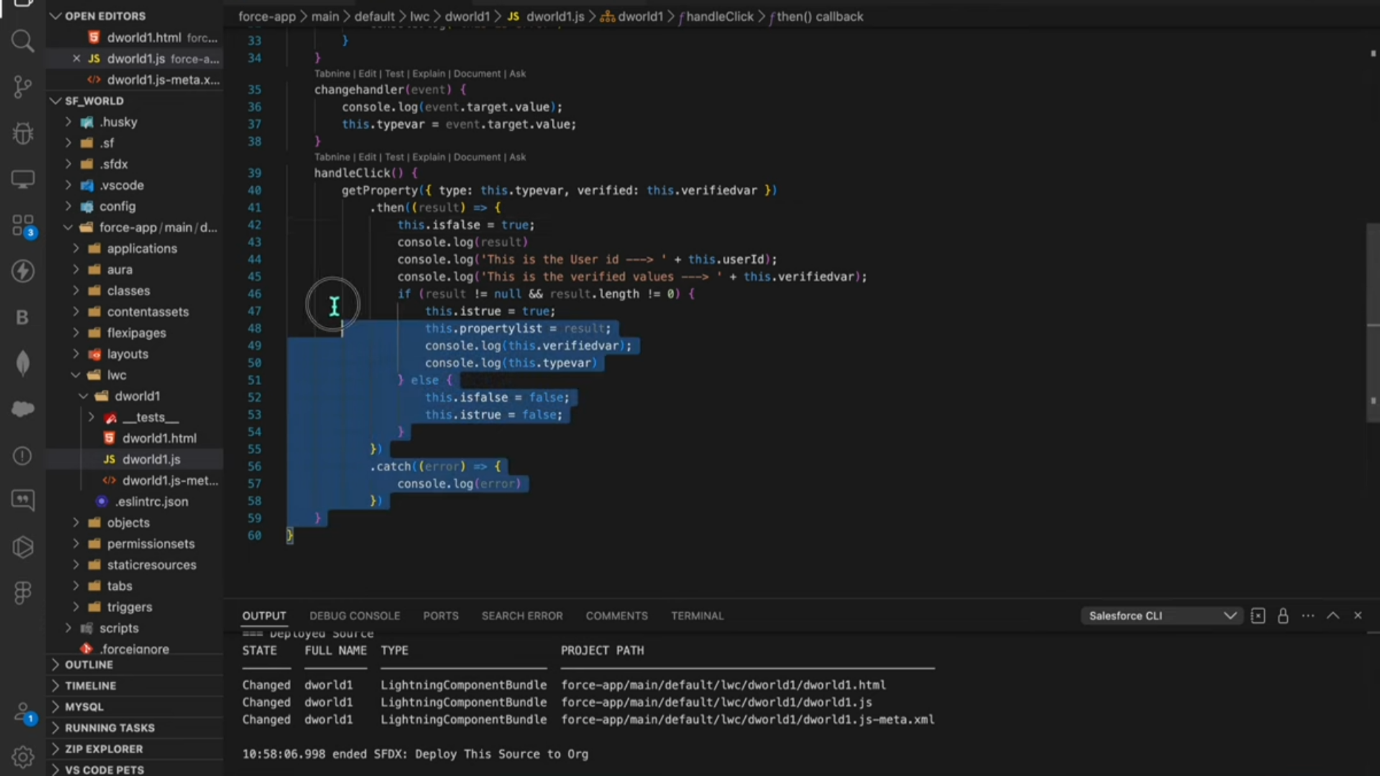 OPEN EDITORS
dworld1.html forc...
JS dworld1.js force-a...
dworld1.js-meta.x...
SF_WORLD
.husky
.sf
.sfdx
.vscode
config
force-app/main/d...
applications
aura
classes
contentassets
flexipages
layouts
lwc
dworld1
__tests__
dworld1.html
JS dworld1.js
dworld1.js-met...
.eslintrc.json
objects
permissionsets
staticresources
tabs
triggers
scripts
.forceignore
OUTLINE
TIMELINE
MYSQL
RUNNING TASKS
ZIP EXPLORER
VS CODE PETS
3
B
1
force-app > main > default > lwc > dworld1 > JS dworld1.js > dworld1 > handleClick > then() callback
33 }
34 }
Tabnine | Edit | Test | Explain | Document | Ask
35 changehandler(event) {
36 console.log(event.target.value);
37 this.typevar = event.target.value;
38 }
Tabnine | Edit | Test | Explain | Document | Ask
39 handleClick() {
40 getProperty({ type: this.typevar, verified: this.verifiedvar })
41 .then((result) => {
42 this.isfalse = true;
43 console.log(result)
44 console.log('This is the User id ---> ' + this.userId);
45 console.log('This is the verified values ---> ' + this.verifiedvar);
46 if (result != null && result.length != 0) {
47 this.istrue = true;
48 this.propertylist = result;
49 console.log(this.verifiedvar);
50 console.log(this.typevar)
51 } else {
52 this.isfalse = false;
53 this.istrue = false;
54 }
55 })
56 .catch((error) => {
57 console.log(error)
58 })
59 }
60 }
OUTPUT DEBUG CONSOLE PORTS SEARCH ERROR COMMENTS TERMINAL Salesforce CLI
=== Deployed Source
STATE FULL NAME TYPE PROJECT PATH
Changed dworld1 LightningComponentBundle force-app/main/default/lwc/dworld1/dworld1.html
Changed dworld1 LightningComponentBundle force-app/main/default/lwc/dworld1/dworld1.js
Changed dworld1 LightningComponentBundle force-app/main/default/lwc/dworld1/dworld1.js-meta.xml
10:58:06.998 ended SFDX: Deploy This Source to Org